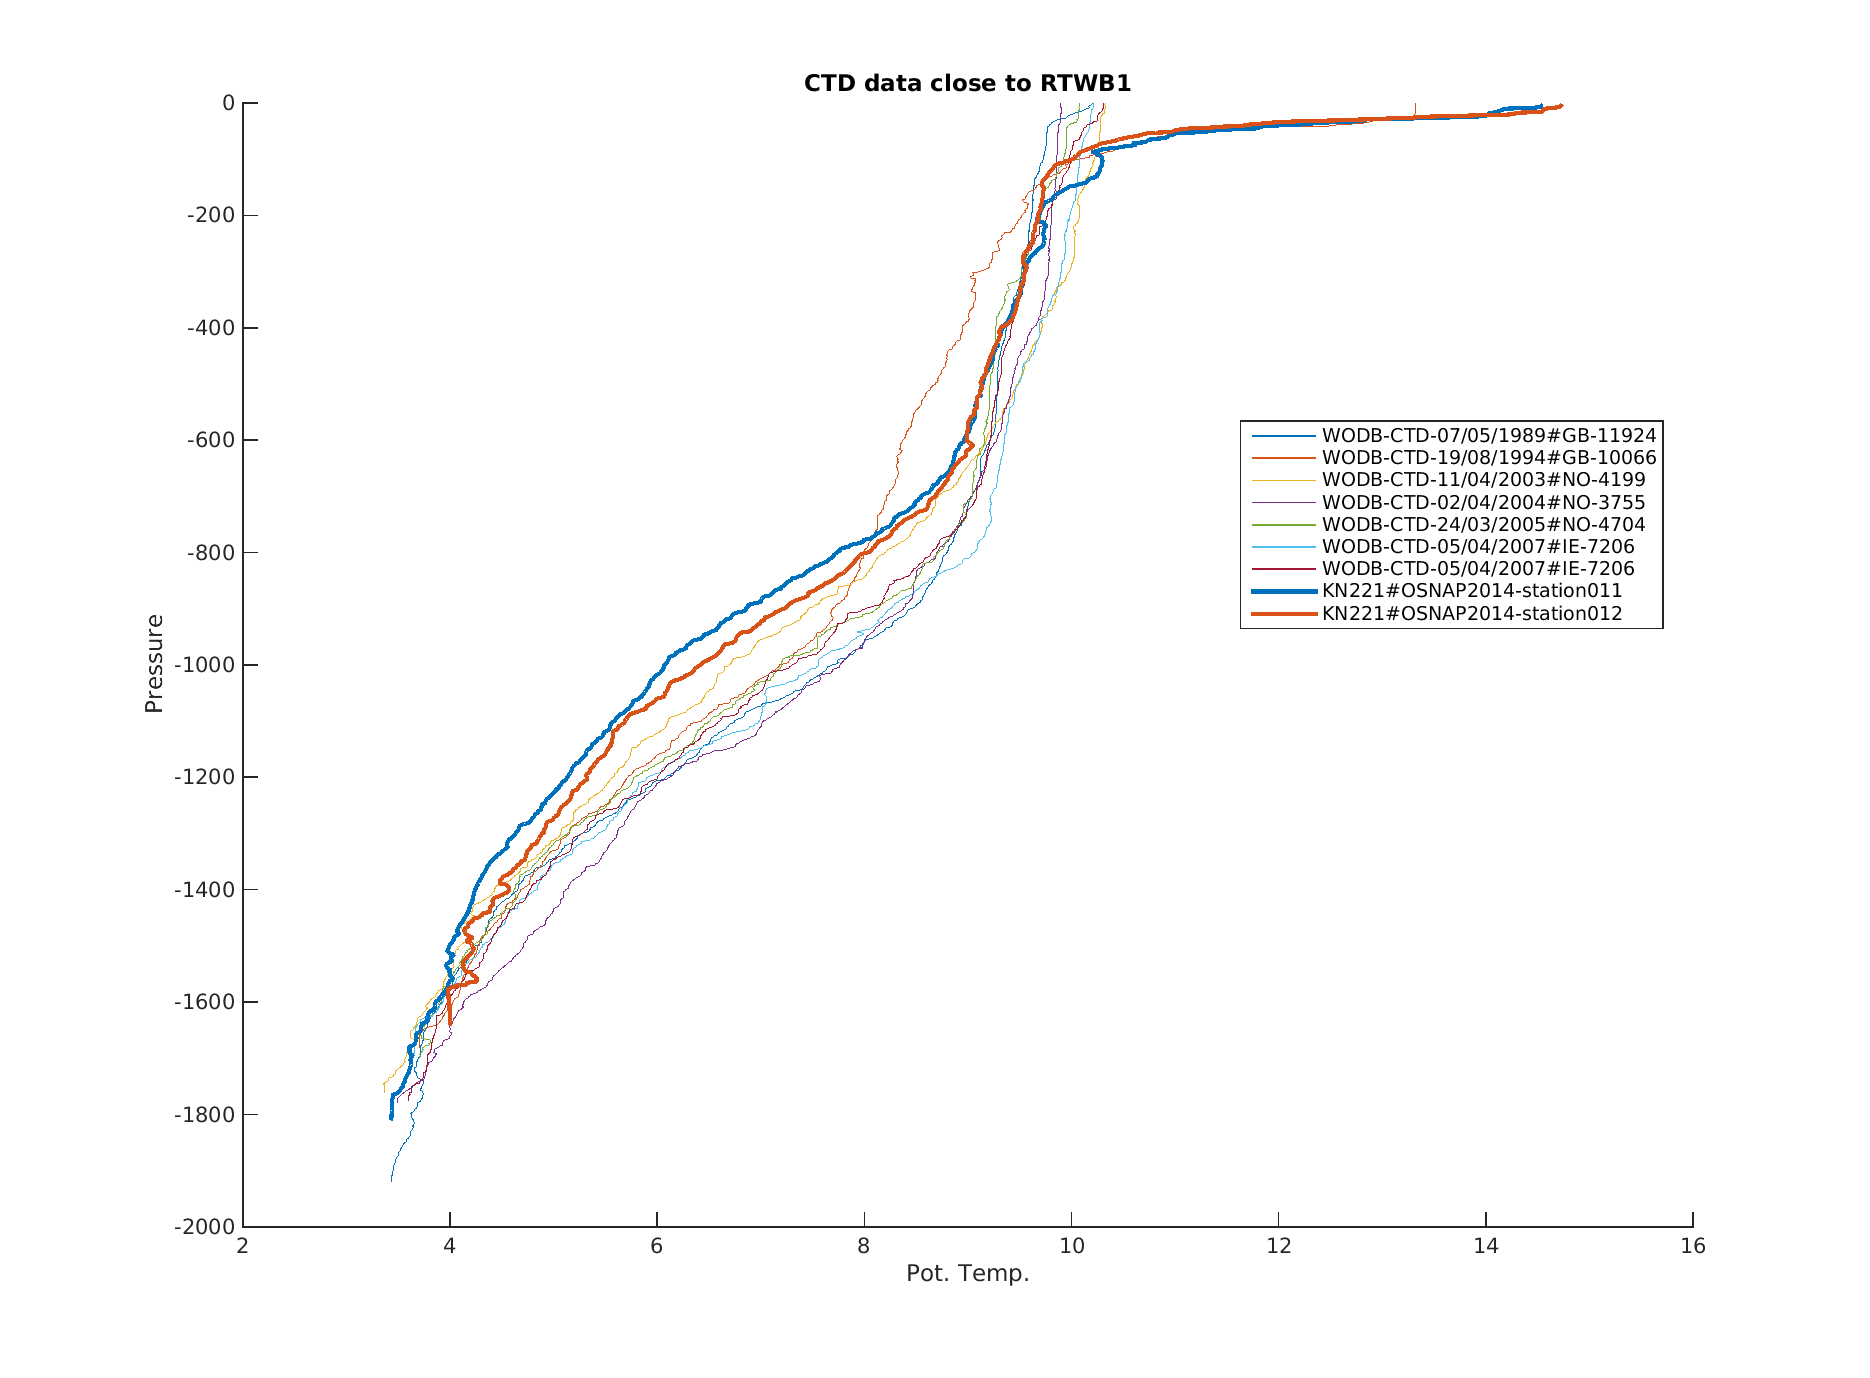 CTD data close to RTWB1
0
-200
-400
-600
-800
-1000
-1200
-1400
-1600
-1800
-2000
Pressure
WODB-CTD-07/05/1989#GB-11924
WODB-CTD-19/08/1994#GB-10066
WODB-CTD-11/04/2003#NO-4199
WODB-CTD-02/04/2004#NO-3755
WODB-CTD-24/03/2005#NO-4704
WODB-CTD-05/04/2007#IE-7206
WODB-CTD-05/04/2007#IE-7206
KN221#OSNAP2014-station011
KN221#OSNAP2014-station012
2 4 6 8 10 12 14 16
Pot. Temp.